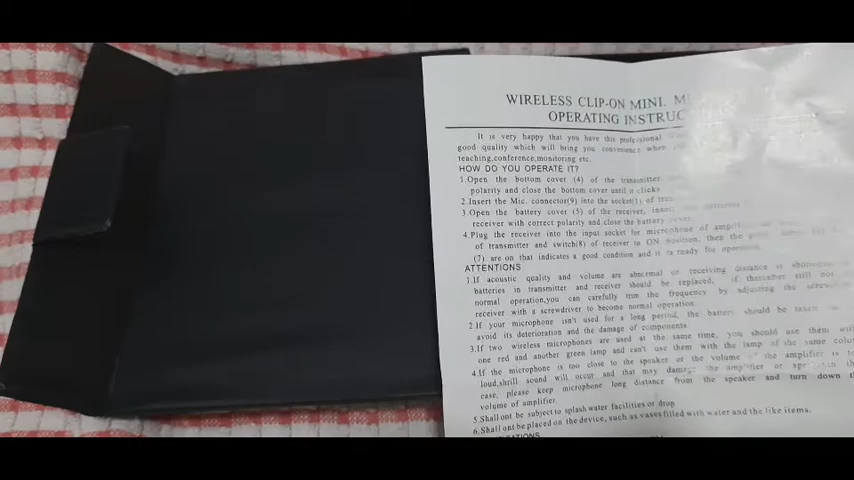 WIRELESS CLIP-ON MINI.
OPERATING INSTRUC
It is very happy that you have this professional
good quality which will bring you convenience when
teaching,conference,monitoring etc.
HOW DO YOU OPERATE IT?
1.Open the bottom cover (4) of the transmitter
polarity and close the bottom cover until a click
2.Insert the Mic. connector(9) into the socket(1) of
3.Open the battery cover (5) of the receiver, insert
receiver with correct polarity and close the battery
4.Plug the receiver into the input socket for microphone of
of transmitter and switch(8) of receiver to ON position, then the
(7) are on that indicates a good condition and it is ready for operation.
ATTENTIONS
1.If acoustic quality and volume are abnormal or receiving distance is
batteries in transmitter and receiver should be replaced, if thereafter still
normal operation,you can carefully trim the frequency by adjusting the
receiver with a screwdriver to become normal operation.
2.If your microphone isn't used for a long period, the battery should be taken
avoid its deterioration and the damage of components.
3.If two wireless microphones are used at the same time, you should use them with
one red and another green lamp and can't use them with the lamp of the same
4.If the microphone is too close to the speaker or the volume of the amplifier is
loud,shrill sound will occur and that may damage the amplifier or
case, please keep microphone long distance from the speaker and turn down
volume of amplifier.
5.Shall ont be subject to splash water facilities or drop
6.Shall ont be placed on the device, such as vases filled with water and the like items.